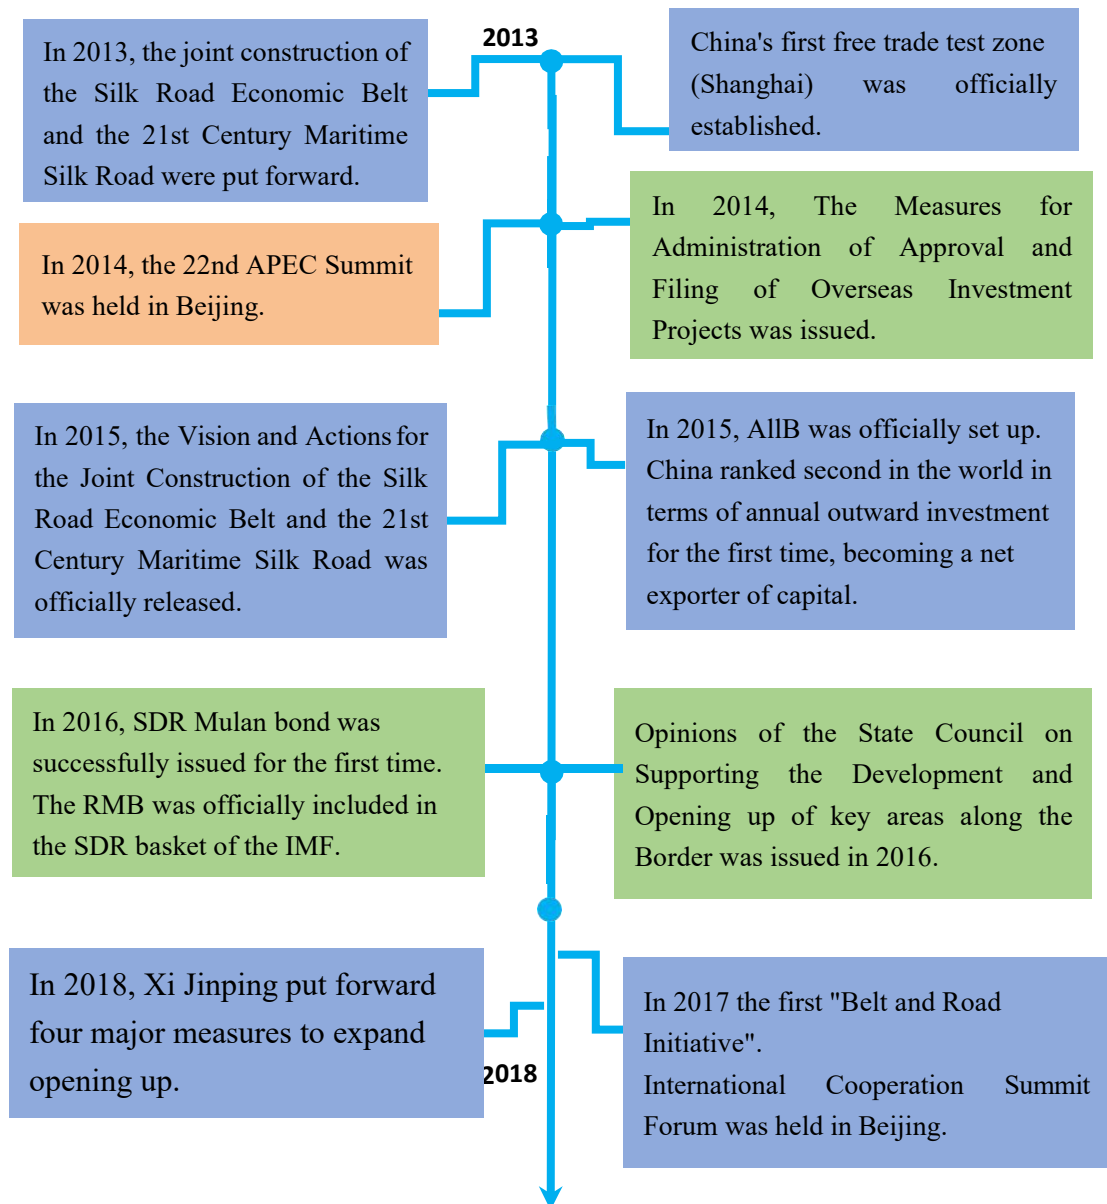 2013
In 2013, the joint construction of
the Silk Road Economic Belt
and the 21st Century Maritime
Silk Road were put forward.
China's first free trade test zone
(Shanghai) was officially
established.
In 2014, the 22nd APEC Summit
was held in Beijing.
In 2014, The Measures for
Administration of Approval and
Filing of Overseas Investment
Projects was issued.
In 2015, the Vision and Actions for
the Joint Construction of the Silk
Road Economic Belt and the 21st
Century Maritime Silk Road was
officially released.
In 2015, AllB was officially set up.
China ranked second in the world in
terms of annual outward investment
for the first time, becoming a net
exporter of capital.
In 2016, SDR Mulan bond was
successfully issued for the first time.
The RMB was officially included in
the SDR basket of the IMF.
Opinions of the State Council on
Supporting the Development and
Opening up of key areas along the
Border was issued in 2016.
In 2018, Xi Jinping put forward
four major measures to expand
opening up.
In 2017 the first "Belt and Road
Initiative".
International Cooperation Summit
Forum was held in Beijing.
2018